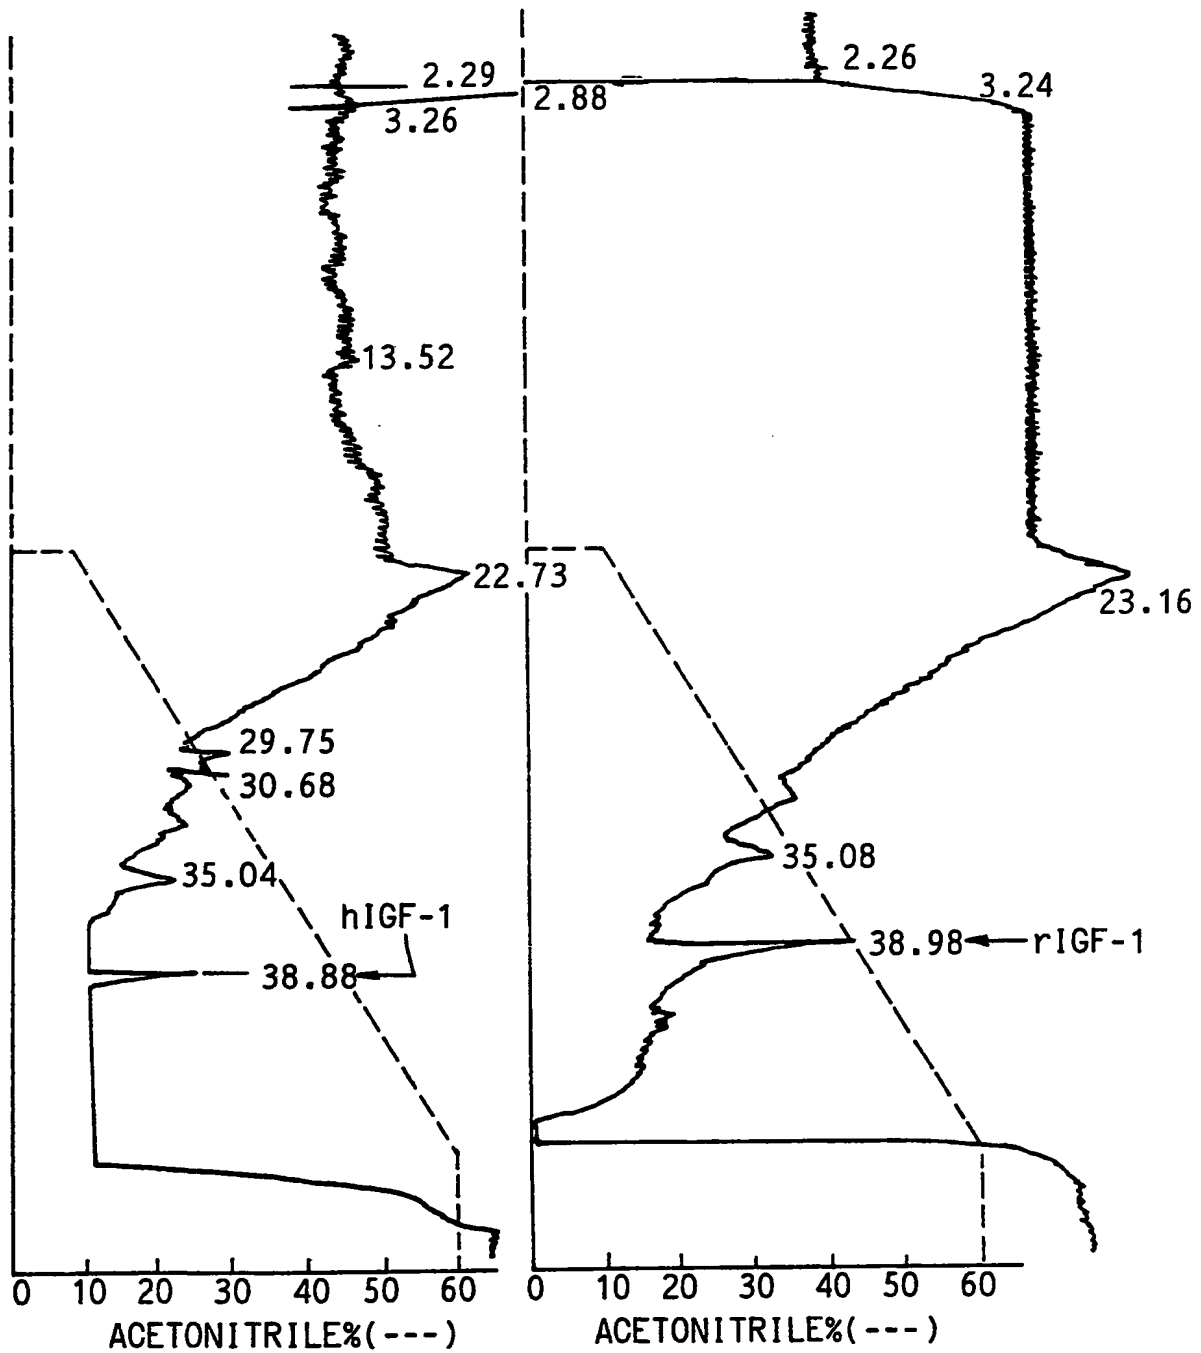 2.29
3.26
13.52
22.73
29.75
30.68
35.04
hIGF-1
38.88
0 10 20 30 40 50 60
ACETONITRILE%(---)
2.26
2.88
3.24
23.16
35.08
38.98
rIGF-1
0 10 20 30 40 50 60
ACETONITRILE%(---)